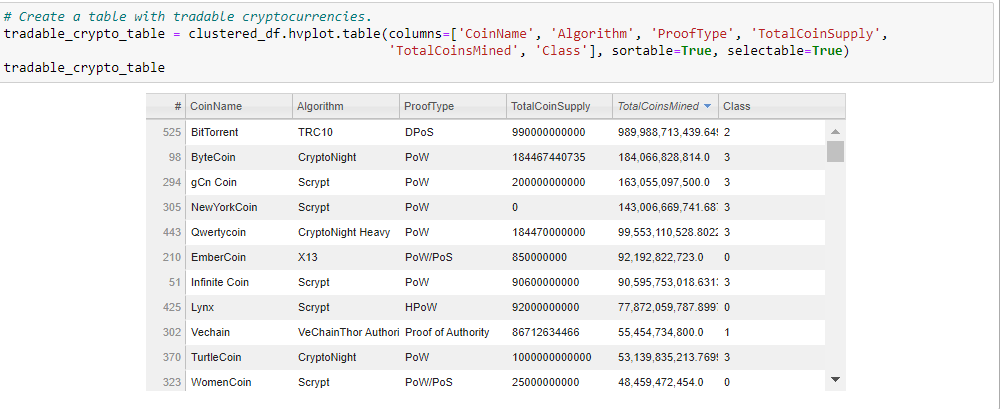 # Create a table with tradable cryptocurrencies.
tradable_crypto_table = clustered_df.hvplot.table(columns=['CoinName', 'Algorithm', 'ProofType', 'TotalCoinSupply',
'TotalCoinsMined', 'Class'], sortable=True, selectable=True)
tradable_crypto_table
# CoinName Algorithm ProofType TotalCoinSupply TotalCoinsMined Class
525 BitTorrent TRC10 DPoS 990000000000 989,988,713,439.649 2
98 ByteCoin CryptoNight PoW 184467440735 184,066,828,814.0 3
294 gCn Coin Scrypt PoW 200000000000 163,055,097,500.0 3
305 NewYorkCoin Scrypt PoW 0 143,006,669,741.687 3
443 Qwertycoin CryptoNight Heavy PoW 184470000000 99,553,110,528.8022 3
210 EmberCoin X13 PoW/PoS 850000000 92,192,822,723.0 0
51 Infinite Coin Scrypt PoW 90600000000 90,595,753,018.6313 3
425 Lynx Scrypt HPoW 92000000000 77,872,059,787.8997 0
302 Vechain VeChainThor Authori Proof of Authority 86712634466 55,454,734,800.0 1
370 TurtleCoin CryptoNight PoW 1000000000000 53,139,835,213.7699 3
323 WomenCoin Scrypt PoW/PoS 25000000000 48,459,472,454.0 0